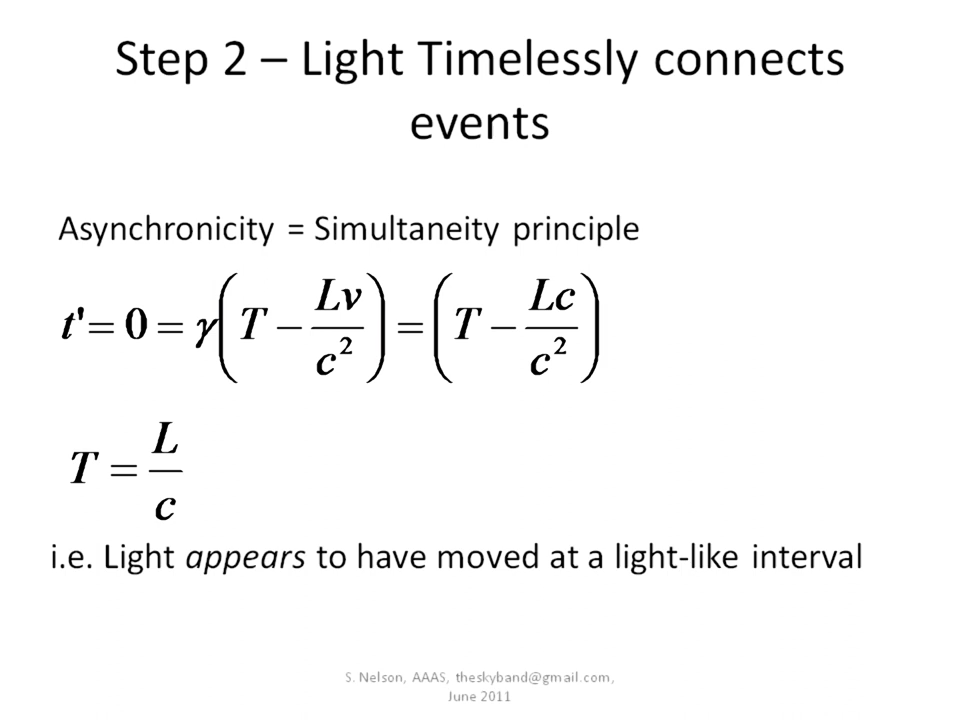 Step 2 – Light Timelessly connects
events
Asynchronicity = Simultaneity principle
t'= 0 = γ(T − Lv/c²) = (T − Lc/c²)
T = L/c
i.e. Light appears to have moved at a light-like interval
S. Nelson, AAAS, theskyband@gmail.com,
June 2011